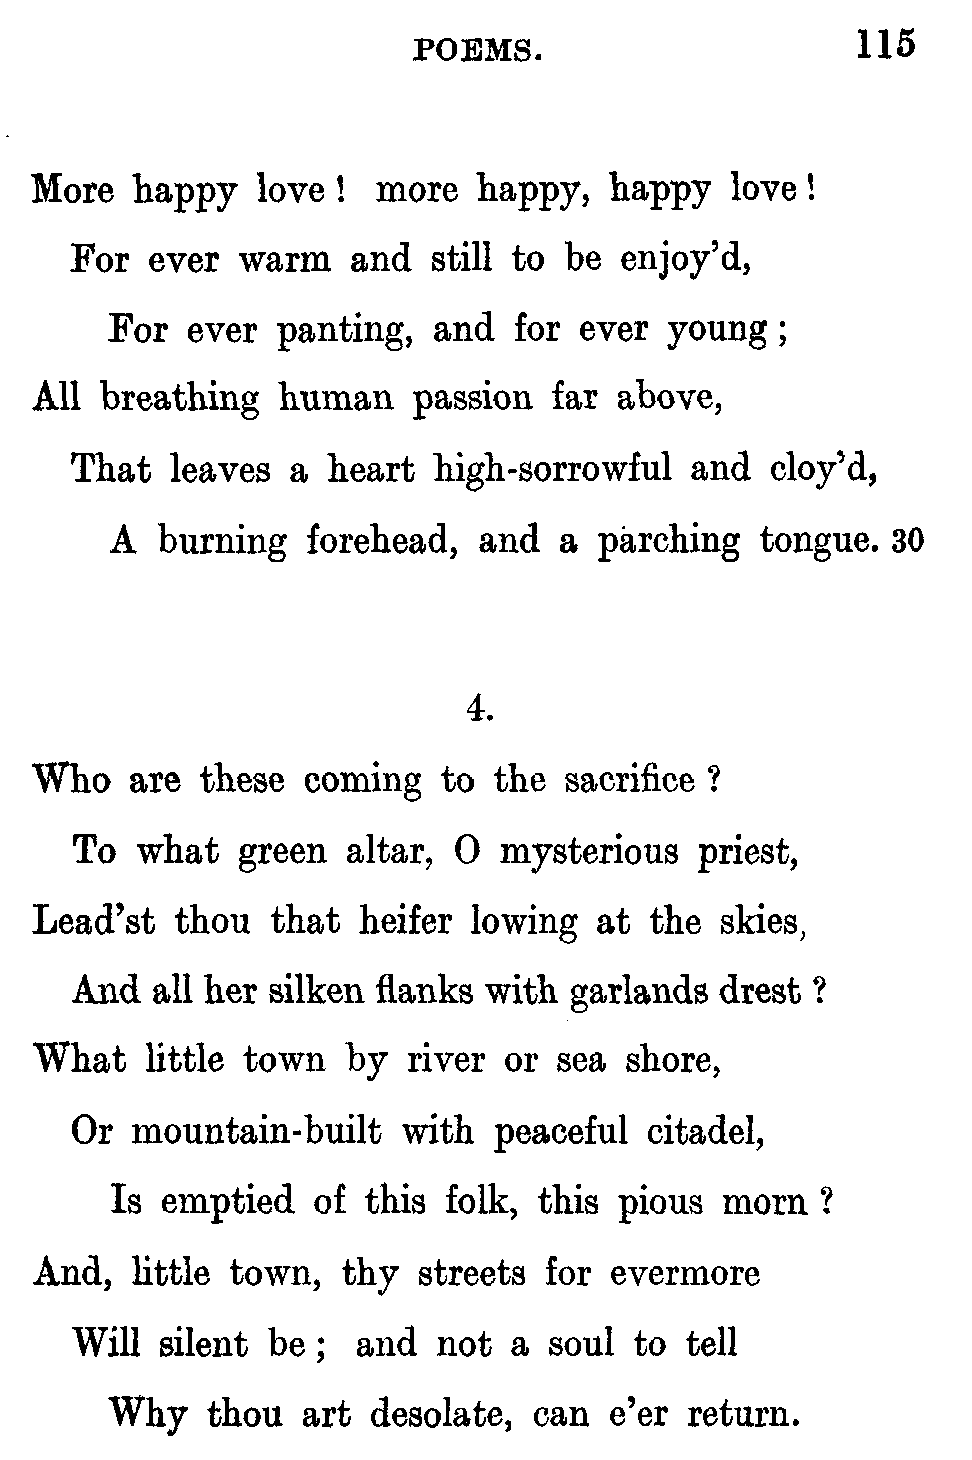 POEMS. 115
More happy love! more happy, happy love!
For ever warm and still to be enjoy'd,
For ever panting, and for ever young;
All breathing human passion far above,
That leaves a heart high-sorrowful and cloy'd,
A burning forehead, and a parching tongue. 30
4.
Who are these coming to the sacrifice?
To what green altar, O mysterious priest,
Lead'st thou that heifer lowing at the skies,
And all her silken flanks with garlands drest?
What little town by river or sea shore,
Or mountain-built with peaceful citadel,
Is emptied of this folk, this pious morn?
And, little town, thy streets for evermore
Will silent be; and not a soul to tell
Why thou art desolate, can e'er return.